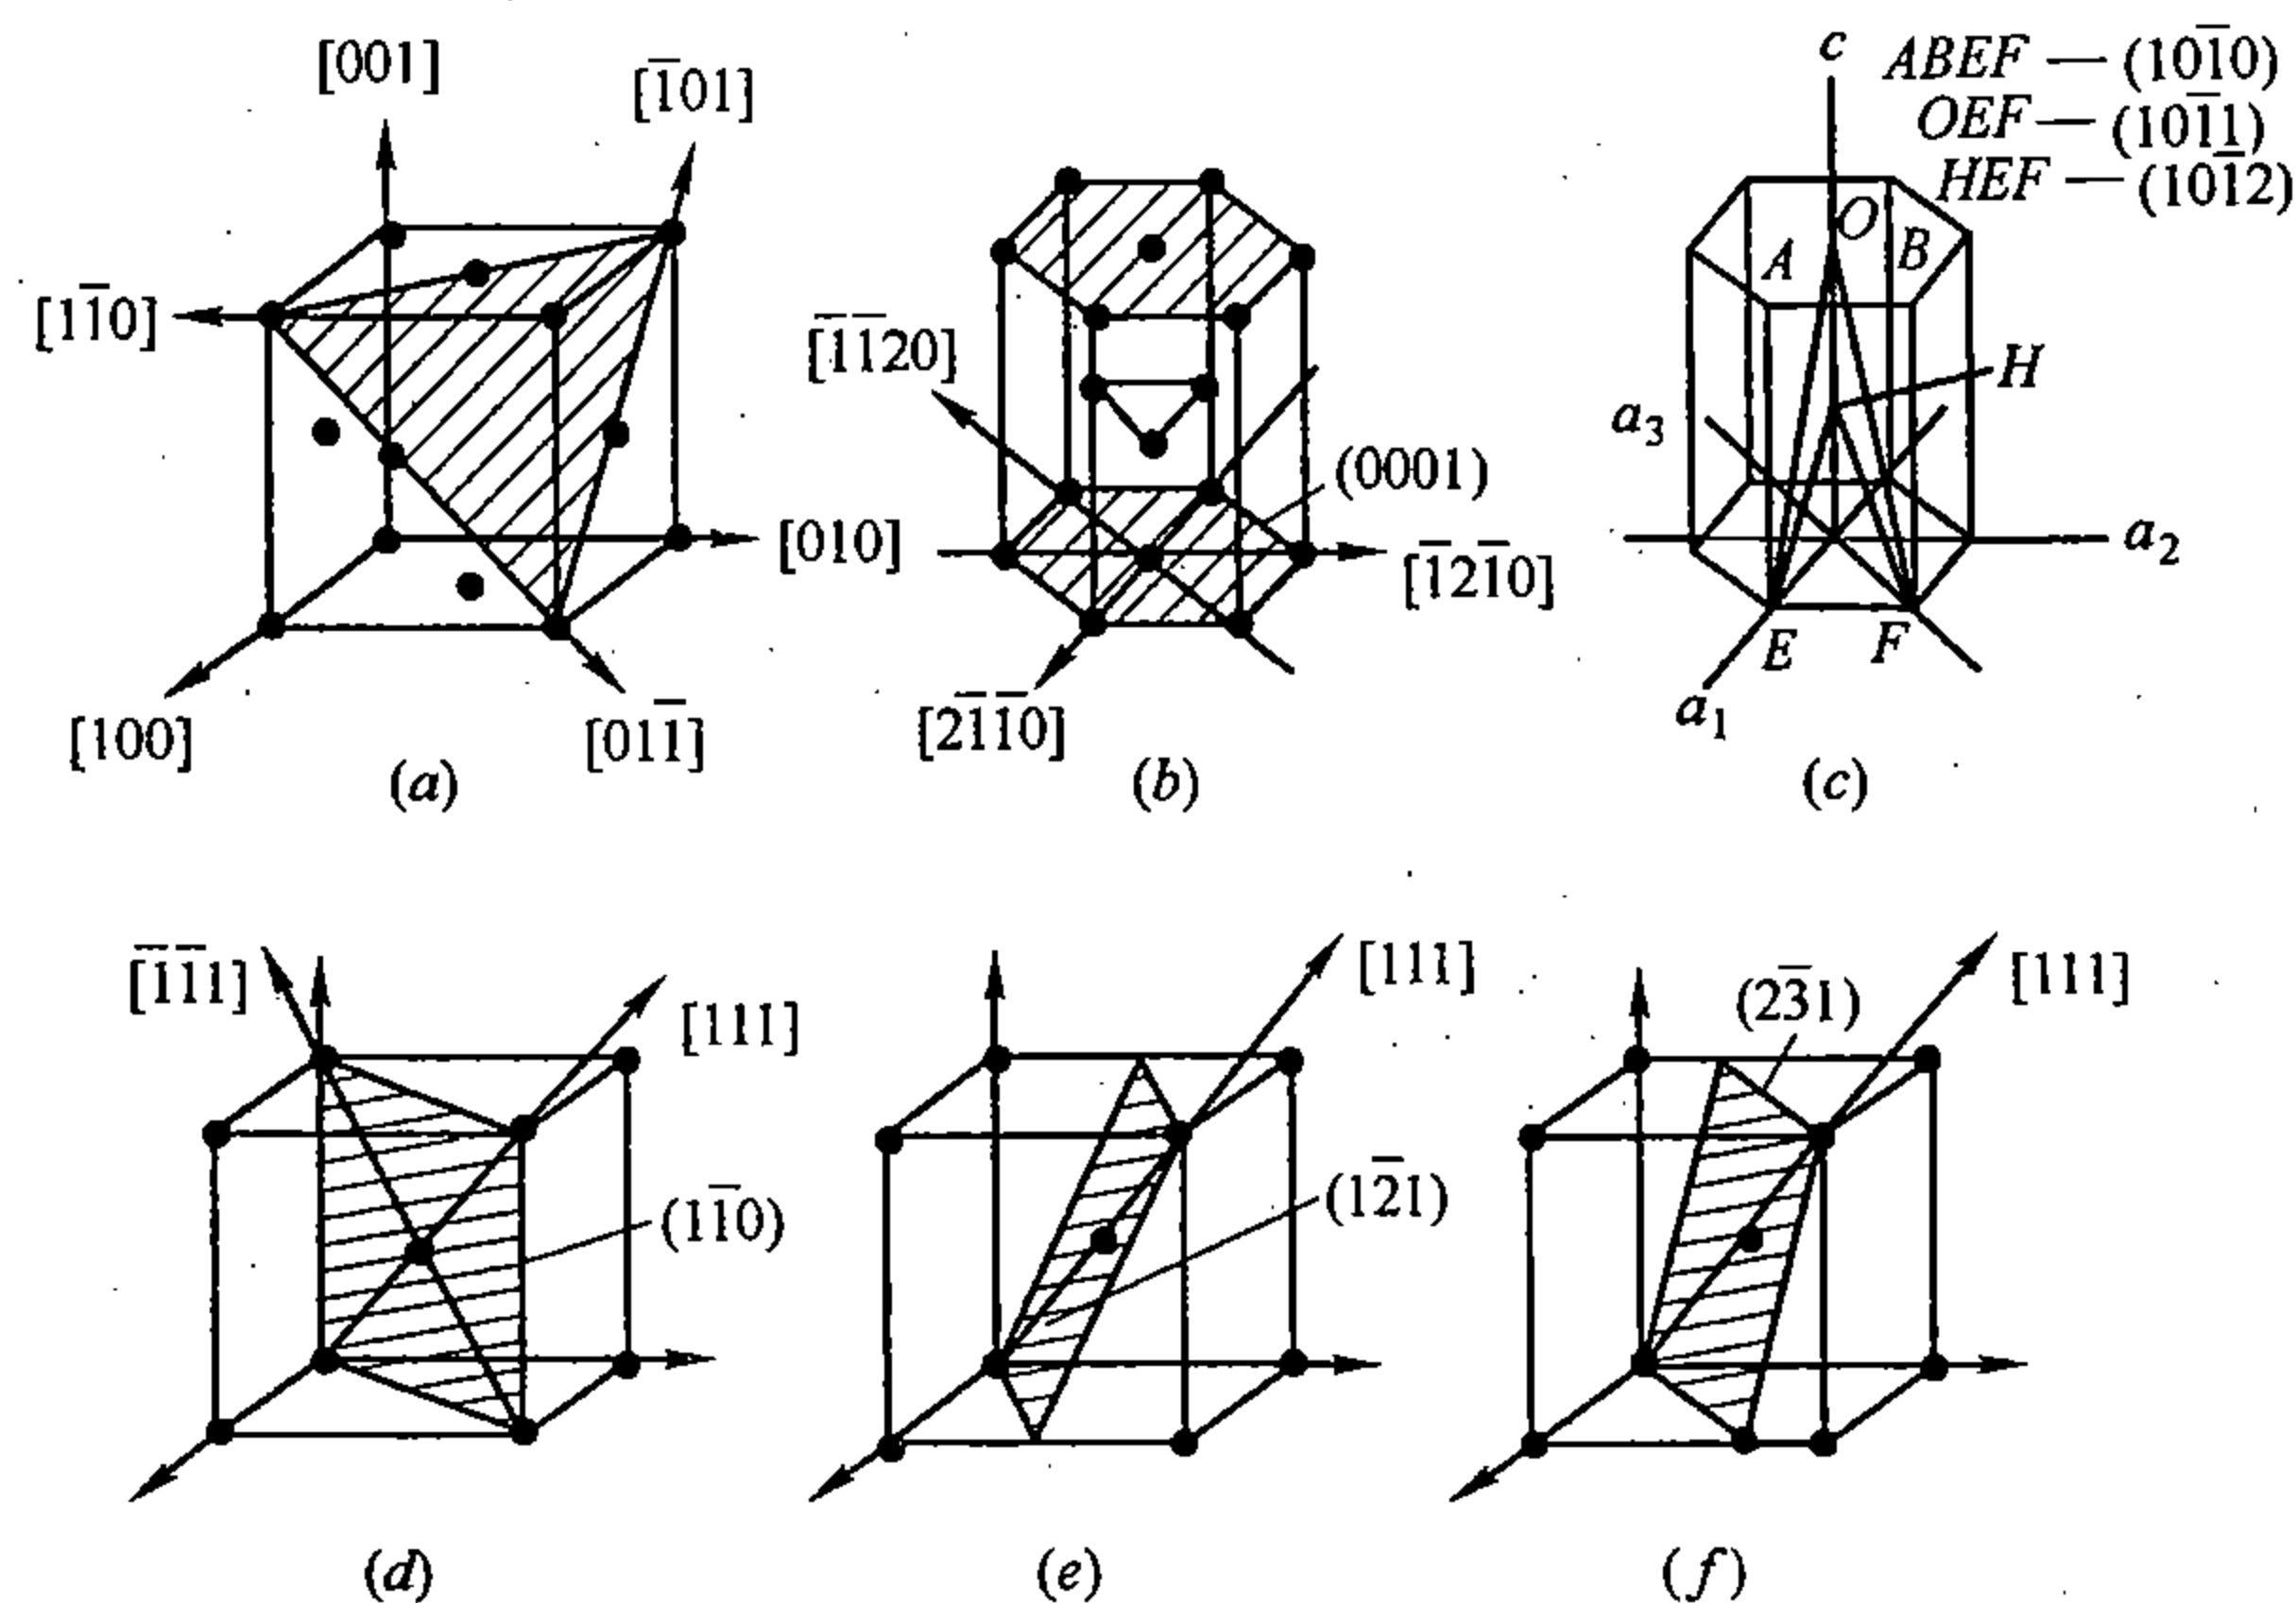 [001]
[1̄01]
[11̄0]
[010]
[100]
[011̄]
(a)
[1̄1̄20]
(0001)
[1̄21̄0]
[21̄1̄0]
(b)
c
ABEF — (101̄0)
OEF — (101̄1)
HEF — (101̄2)
A
O
B
H
a3
a2
E
F
a1
(c)
[1̄1̄1]
[111]
(11̄0)
(d)
[111]
(12̄1)
(e)
(23̄1)
[111]
(f)